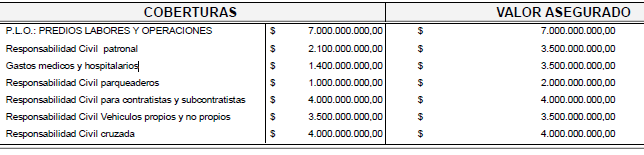 COBERTURAS VALOR ASEGURADO
P.L.O.: PREDIOS LABORES Y OPERACIONES $ 7.000.000.000,00 $ 7.000.000.000,00
Responsabilidad Civil patronal $ 2.100.000.000,00 $ 3.500.000.000,00
Gastos medicos y hospitalarios $ 1.400.000.000,00 $ 3.500.000.000,00
Responsabilidad Civil parqueaderos $ 1.000.000.000,00 $ 2.000.000.000,00
Responsabilidad Civil para contratistas y subcontratistas $ 4.000.000.000,00 $ 4.000.000.000,00
Responsabilidad Civil Vehiculos propios y no propios $ 3.500.000.000,00 $ 3.500.000.000,00
Responsabilidad Civil cruzada $ 4.000.000.000,00 $ 4.000.000.000,00